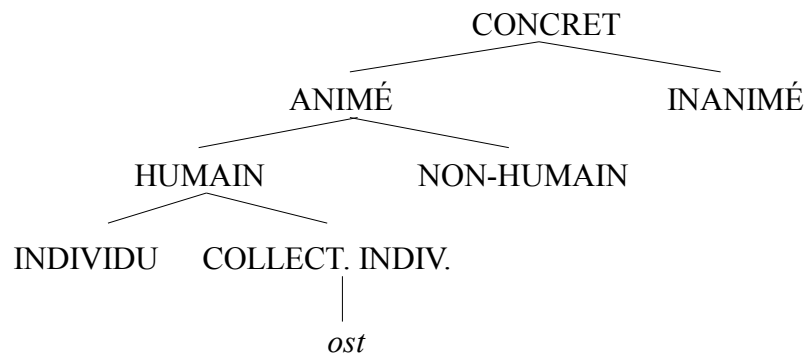 CONCRET
ANIMÉ INANIMÉ
HUMAIN NON-HUMAIN
INDIVIDU COLLECT. INDIV.
ost